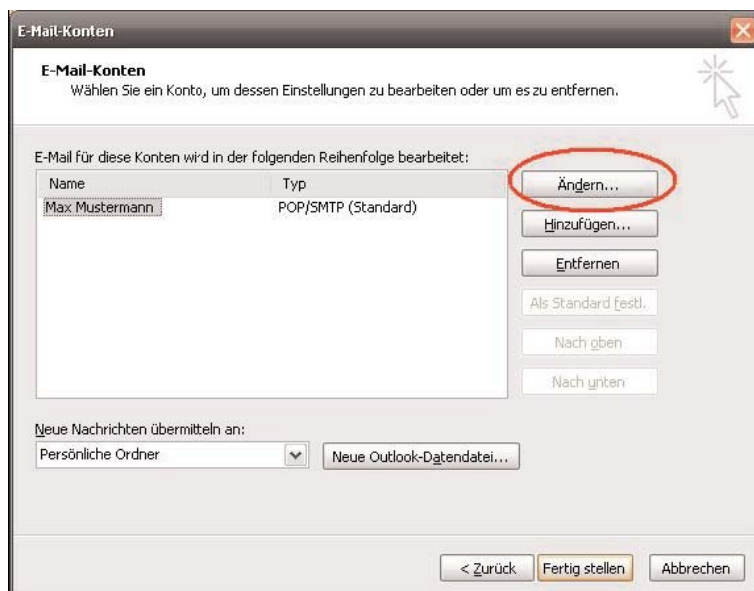 E-Mail-Konten
E-Mail-Konten
Wählen Sie ein Konto, um dessen Einstellungen zu bearbeiten oder um es zu entfernen.
E-Mail für diese Konten wird in der folgenden Reihenfolge bearbeitet:
Name Typ
Max Mustermann POP/SMTP (Standard)
Ändern...
Hinzufügen...
Entfernen
Als Standard festl.
Nach oben
Nach unten
Neue Nachrichten übermitteln an:
Persönliche Ordner
Neue Outlook-Datendatei...
< Zurück Fertig stellen Abbrechen